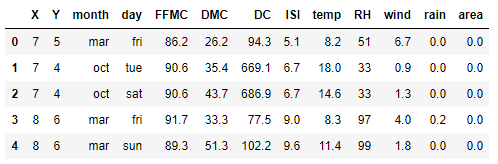 X Y month day FFMC DMC DC ISI temp RH wind rain area
0 7 5 mar fri 86.2 26.2 94.3 5.1 8.2 51 6.7 0.0 0.0
1 7 4 oct tue 90.6 35.4 669.1 6.7 18.0 33 0.9 0.0 0.0
2 7 4 oct sat 90.6 43.7 686.9 6.7 14.6 33 1.3 0.0 0.0
3 8 6 mar fri 91.7 33.3 77.5 9.0 8.3 97 4.0 0.2 0.0
4 8 6 mar sun 89.3 51.3 102.2 9.6 11.4 99 1.8 0.0 0.0